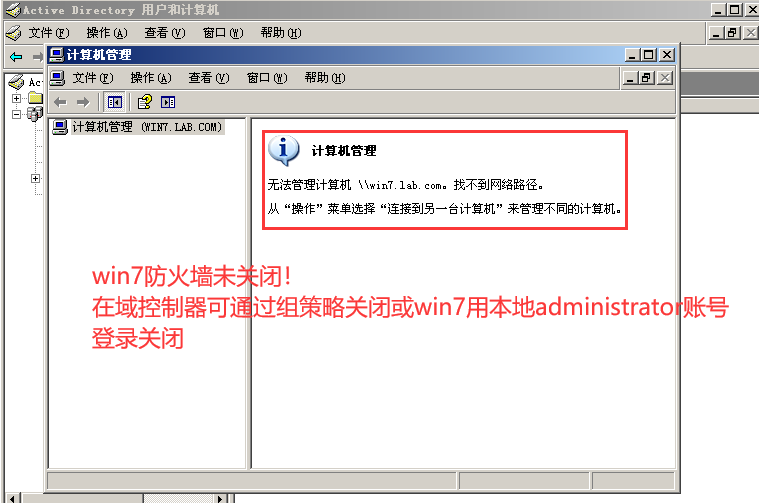 Active Directory 用户和计算机
文件(F) 操作(A) 查看(V) 窗口(W) 帮助(H)
计算机管理
文件(F) 操作(A) 查看(V) 窗口(W) 帮助(H)
Ac
计算机管理 (WIN7.LAB.COM)
计算机管理
无法管理计算机 \\win7.lab.com。找不到网络路径。
从“操作”菜单选择“连接到另一台计算机”来管理不同的计算机。
win7防火墙未关闭!
在域控制器可通过组策略关闭或win7用本地administrator账号
登录关闭